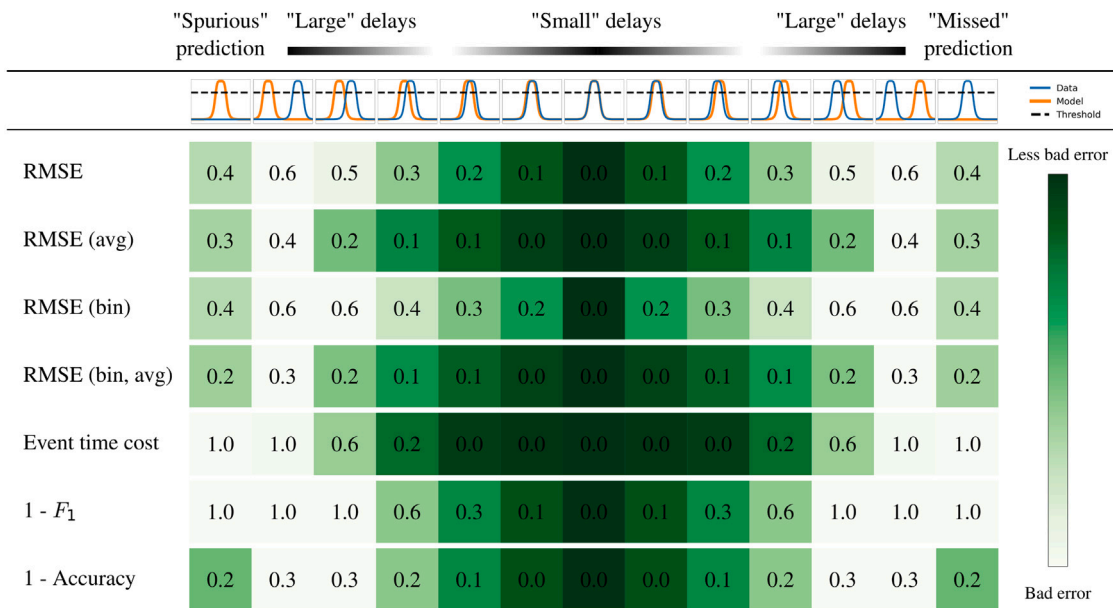 "Spurious" prediction
"Large" delays
"Small" delays
"Large" delays
"Missed" prediction
Data
Model
Threshold
RMSE 0.4 0.6 0.5 0.3 0.2 0.1 0.0 0.1 0.2 0.3 0.5 0.6 0.4
RMSE (avg) 0.3 0.4 0.2 0.1 0.1 0.0 0.0 0.0 0.1 0.1 0.2 0.4 0.3
RMSE (bin) 0.4 0.6 0.6 0.4 0.3 0.2 0.0 0.2 0.3 0.4 0.6 0.6 0.4
RMSE (bin, avg) 0.2 0.3 0.2 0.1 0.1 0.0 0.0 0.0 0.1 0.1 0.2 0.3 0.2
Event time cost 1.0 1.0 0.6 0.2 0.0 0.0 0.0 0.0 0.0 0.2 0.6 1.0 1.0
1 - F1 1.0 1.0 1.0 0.6 0.3 0.1 0.0 0.1 0.3 0.6 1.0 1.0 1.0
1 - Accuracy 0.2 0.3 0.3 0.2 0.1 0.0 0.0 0.0 0.1 0.2 0.3 0.3 0.2
Less bad error
Bad error